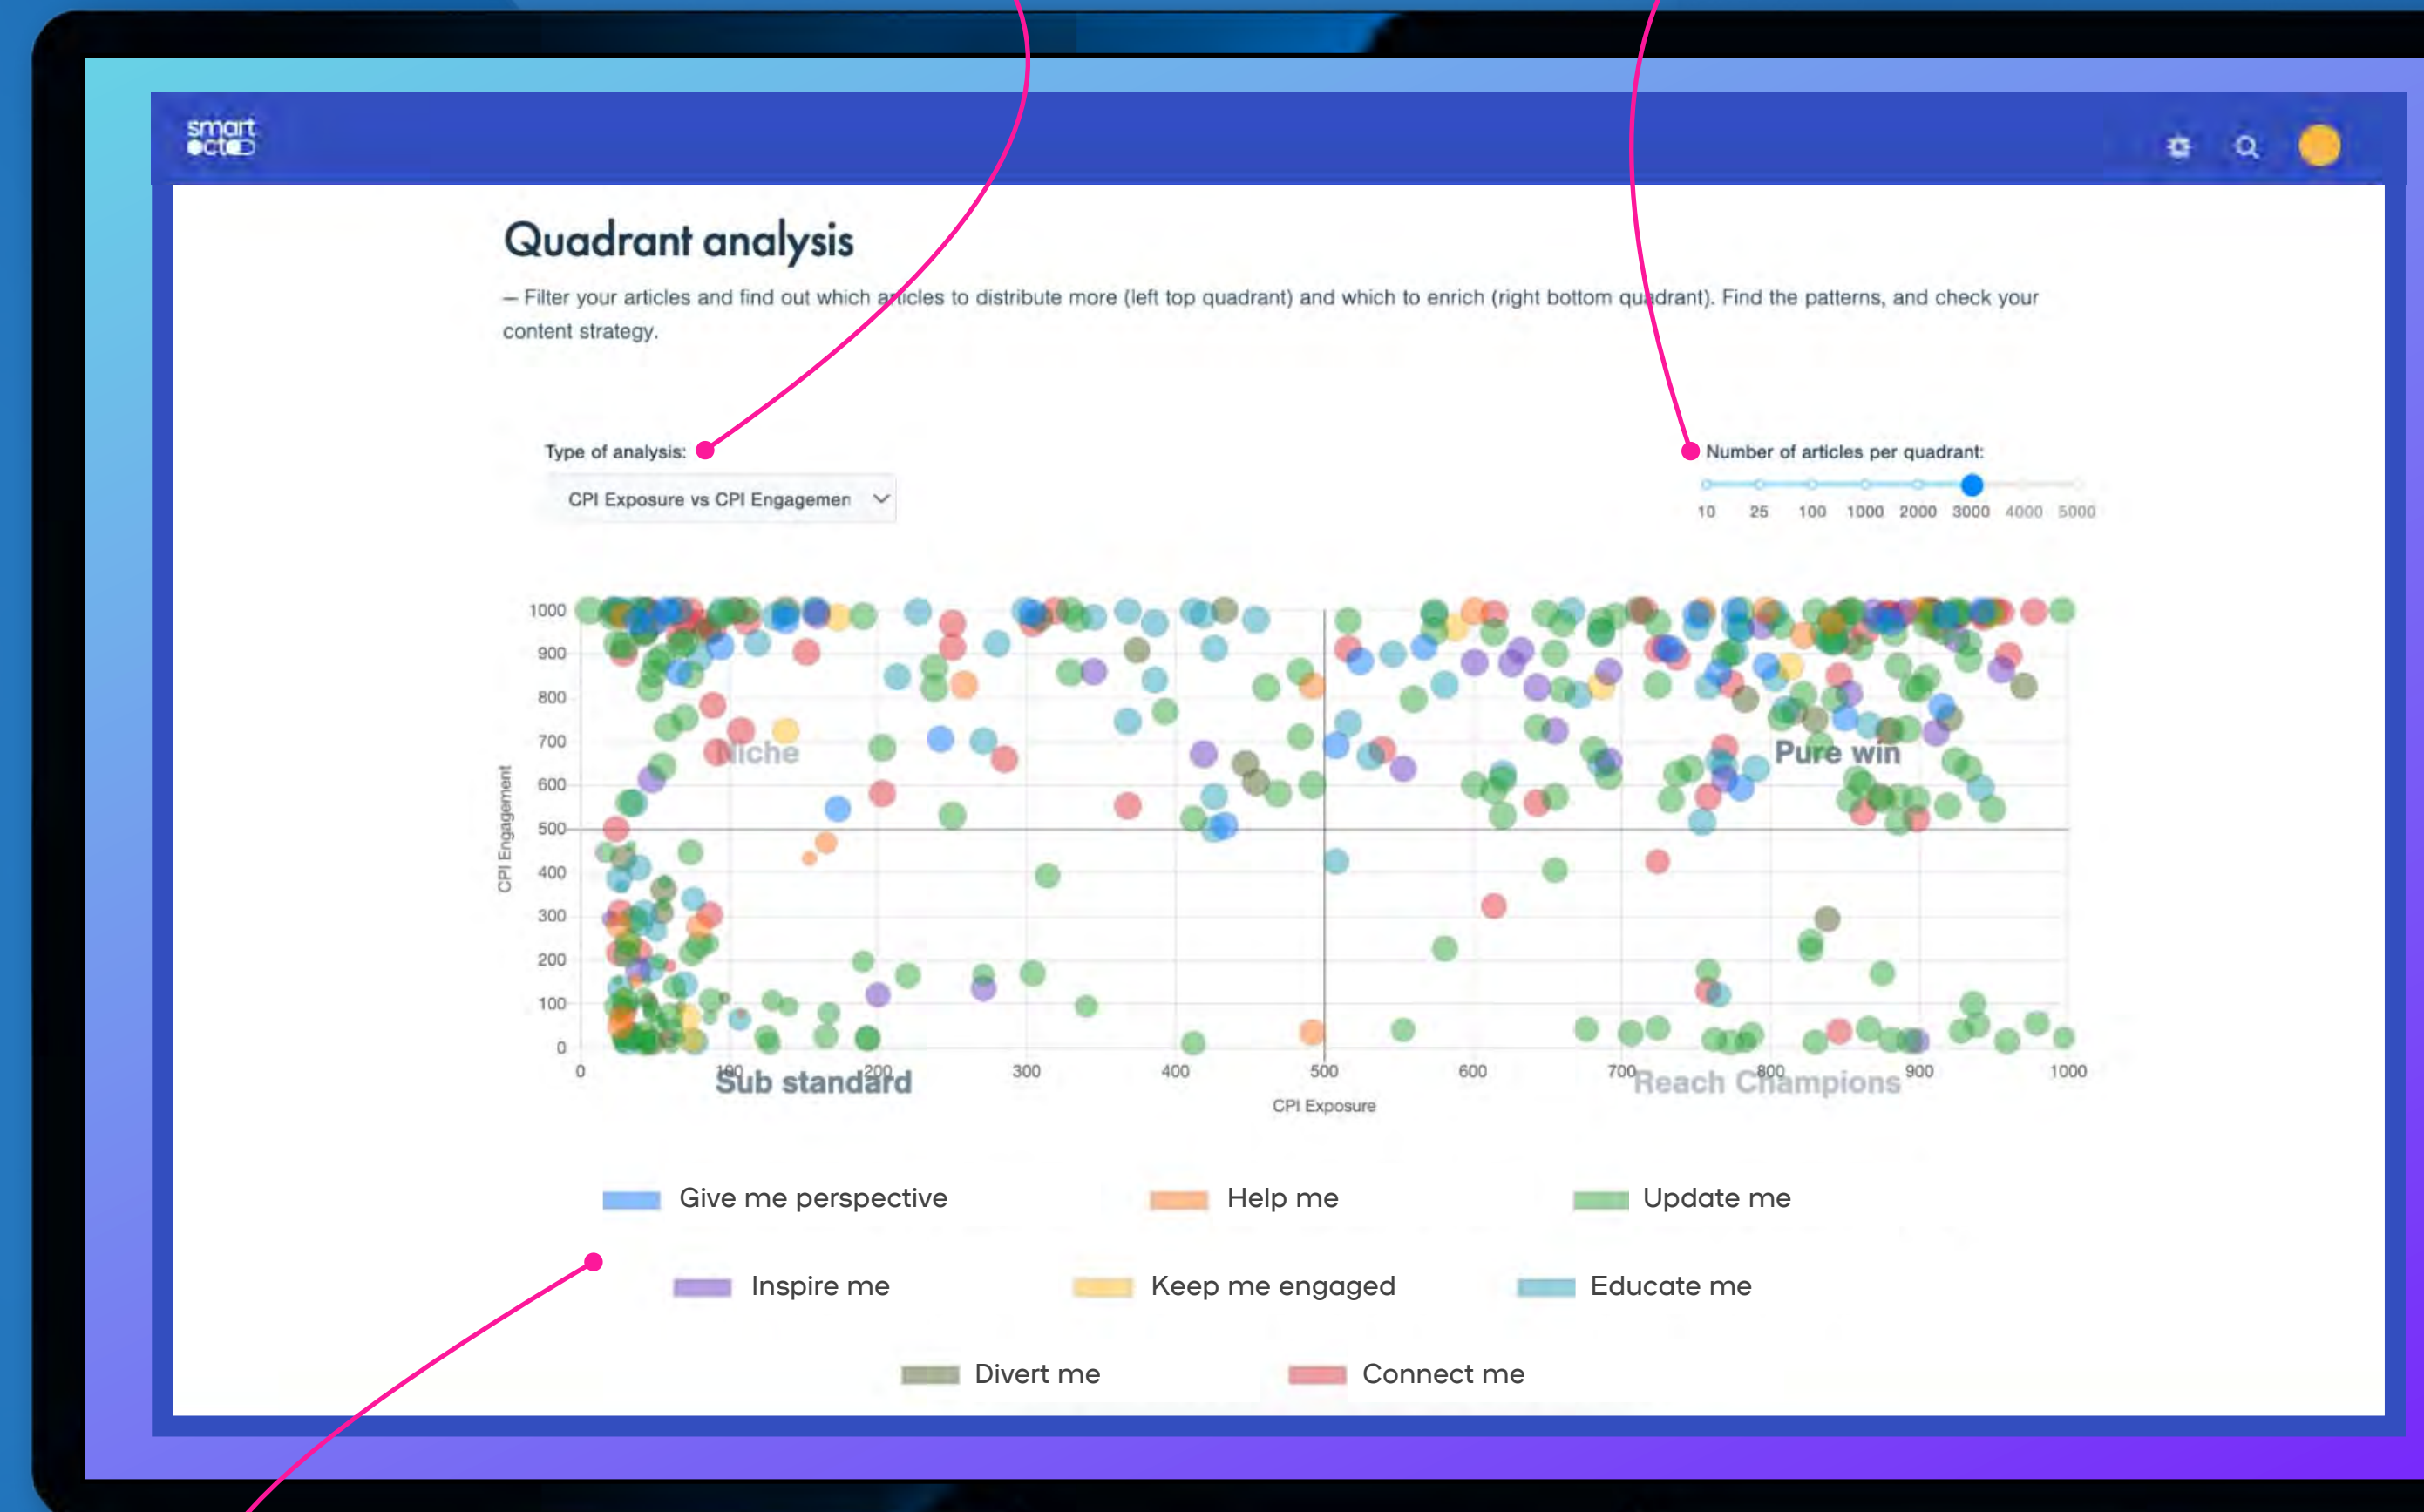 smart
octo
Quadrant analysis
– Filter your articles and find out which articles to distribute more (left top quadrant) and which to enrich (right bottom quadrant). Find the patterns, and check your
content strategy.
Type of analysis:
Number of articles per quadrant:
CPI Exposure vs CPI Engagemen
10 25 100 1000 2000 3000 4000 5000
1000
900
800
700
Niche
Pure win
600
500
400
300
200
100
0
CPI Engagement
0 100 200 300 400 500 600 700 800 900 1000
Sub standard
Reach Champions
CPI Exposure
Give me perspective
Help me
Update me
Inspire me
Keep me engaged
Educate me
Divert me
Connect me